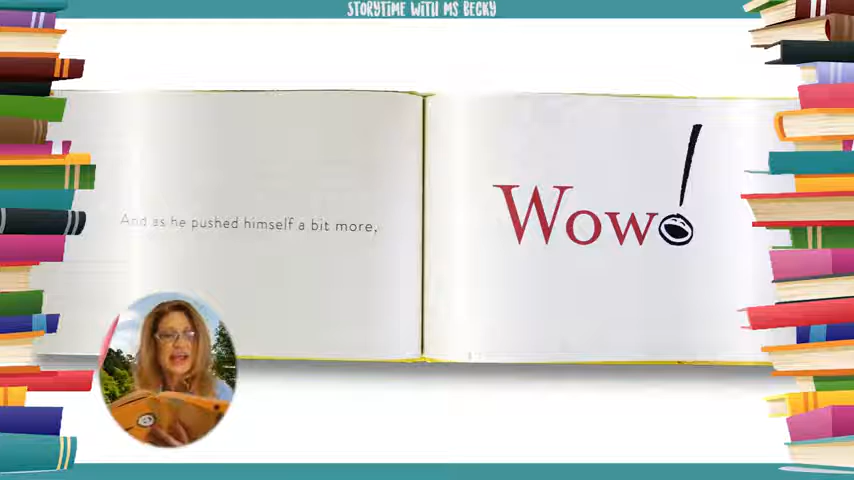 STORYTIME WITH MS BECKY
And as he pushed himself a bit more,
Wow!